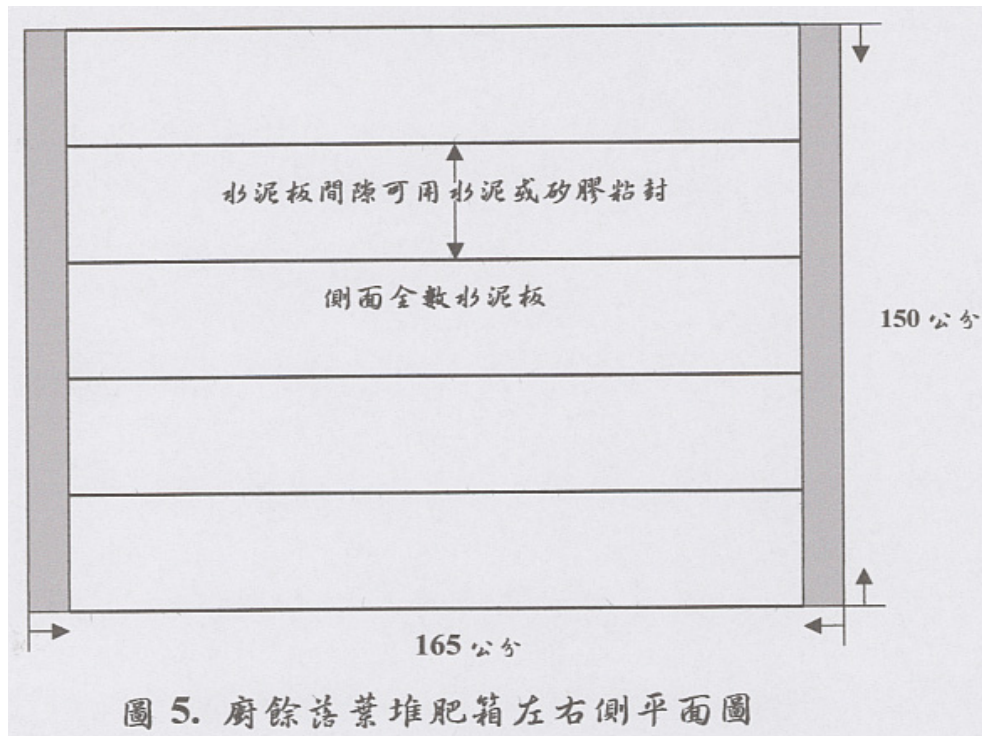 水泥板間隙可用水泥或矽膠粘封
側面全數水泥板
150 公分
165 公分
圖 5. 廚餘落葉堆肥箱左右側平面圖